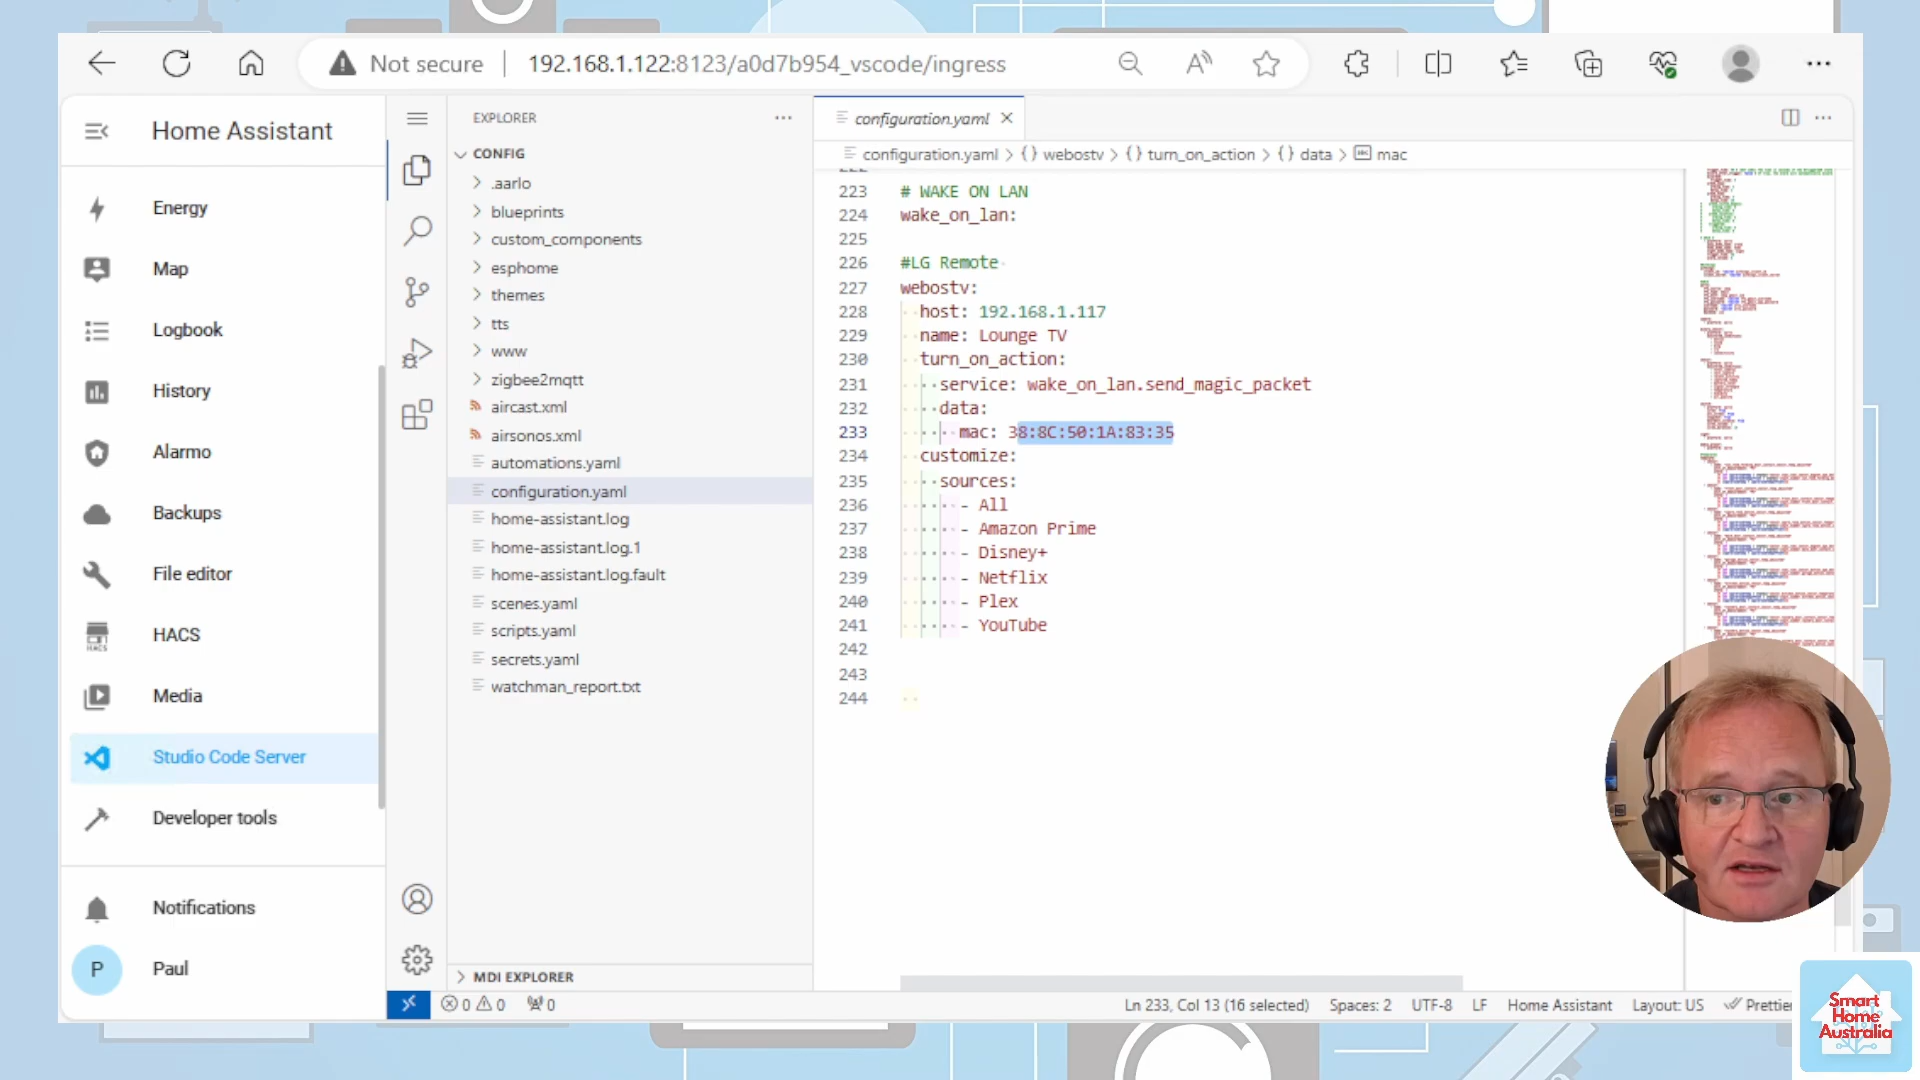 Not secure
192.168.1.122:8123/a0d7b954_vscode/ingress
Home Assistant
Energy
Map
Logbook
History
Alarmo
Backups
File editor
HACS
HACS
Media
Studio Code Server
Developer tools
Notifications
P
Paul
EXPLORER
CONFIG
.aarlo
blueprints
custom_components
esphome
themes
tts
www
zigbee2mqtt
aircast.xml
airsonos.xml
automations.yaml
configuration.yaml
home-assistant.log
home-assistant.log.1
home-assistant.log.fault
scenes.yaml
scripts.yaml
secrets.yaml
watchman_report.txt
MDI EXPLORER
configuration.yaml
configuration.yaml > {} webostv > {} turn_on_action > {} data > mac
222
223 # WAKE ON LAN
224 wake_on_lan:
225
226 #LG Remote
227 webostv:
228 host: 192.168.1.117
229 name: Lounge TV
230 turn_on_action:
231 service: wake_on_lan.send_magic_packet
232 data:
233 mac: 38:8C:50:1A:83:35
234 customize:
235 sources:
236 - All
237 - Amazon Prime
238 - Disney+
239 - Netflix
240 - Plex
241 - YouTube
242
243
244
0 0 0 Ln 233, Col 13 (16 selected) Spaces: 2 UTF-8 LF Home Assistant Layout: US Prettier
Smart
Home
Australia